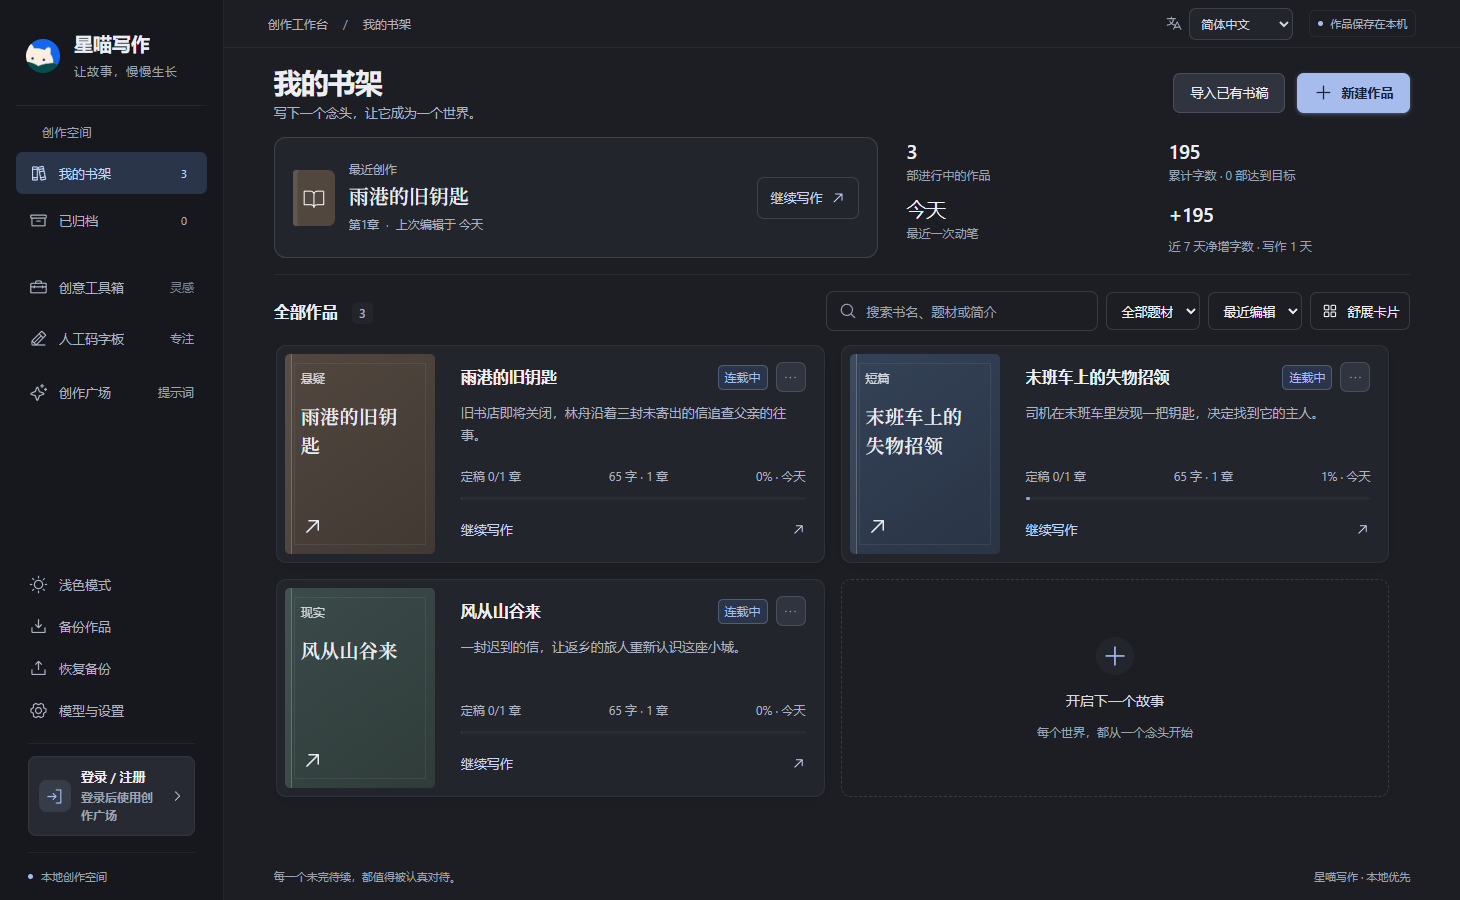 星喵写作
让故事，慢慢生长
创作空间
我的书架 3
已归档 0
创意工具箱 灵感
人工码字板 专注
创作广场 提示词
浅色模式
备份作品
恢复备份
模型与设置
登录 / 注册
登录后使用创
作广场
本地创作空间
创作工作台 / 我的书架
简体中文
作品保存在本机
我的书架
写下一个念头，让它成为一个世界。
导入已有书稿
新建作品
最近创作
雨港的旧钥匙
第1章 · 上次编辑于 今天
继续写作
3
部进行中的作品
195
累计字数 · 0 部达到目标
今天
最近一次动笔
+195
近 7 天净增字数 · 写作 1 天
全部作品 3
搜索书名、题材或简介
全部题材
最近编辑
舒展卡片
悬疑
雨港的旧钥
匙
雨港的旧钥匙
连载中
旧书店即将关闭，林舟沿着三封未寄出的信追查父亲的往
事。
定稿 0/1 章 65 字 · 1 章 0% · 今天
继续写作
短篇
末班车上的
失物招领
末班车上的失物招领
连载中
司机在末班车里发现一把钥匙，决定找到它的主人。
定稿 0/1 章 65 字 · 1 章 1% · 今天
继续写作
现实
风从山谷来
风从山谷来
连载中
一封迟到的信，让返乡的旅人重新认识这座小城。
定稿 0/1 章 65 字 · 1 章 0% · 今天
继续写作
开启下一个故事
每个世界，都从一个念头开始
每一个未完待续，都值得被认真对待。
星喵写作 · 本地优先